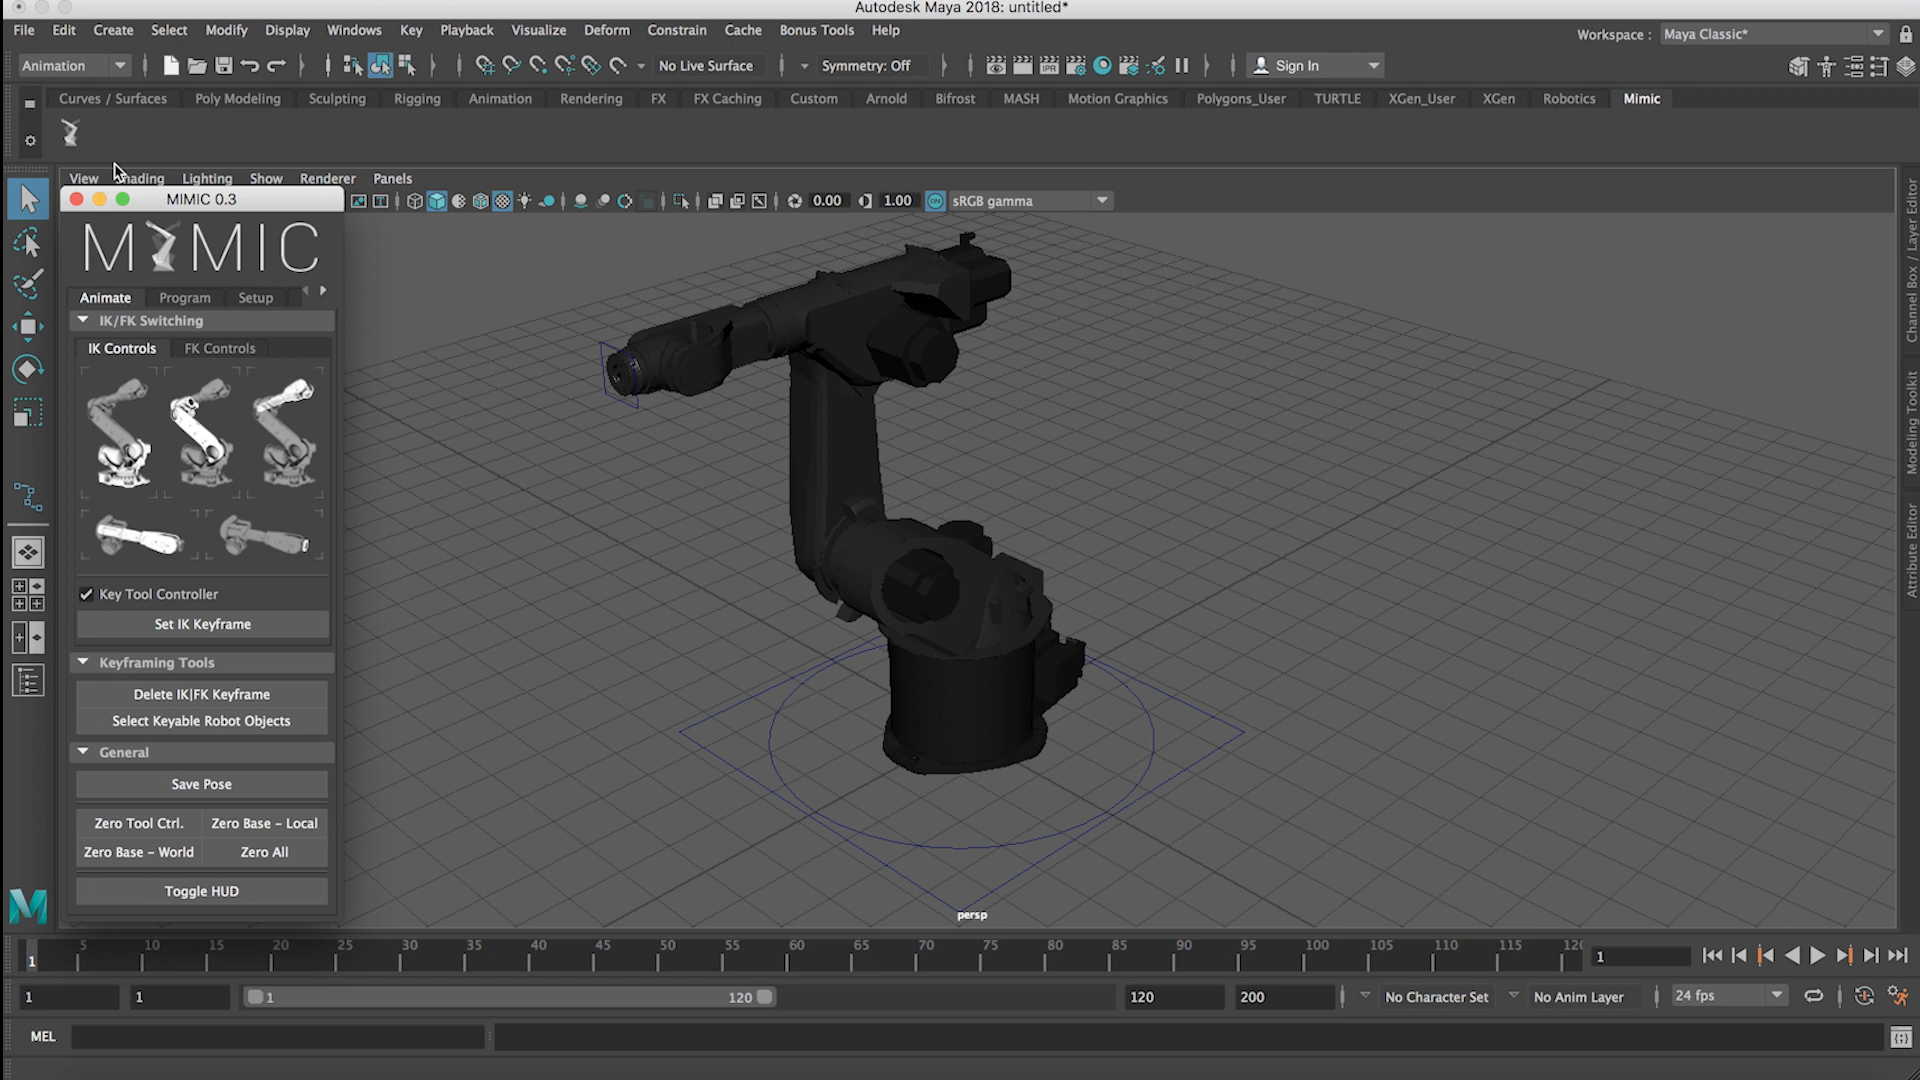 Autodesk Maya 2018: untitled*
File Edit Create Select Modify Display Windows Key Playback Visualize Deform Constrain Cache Bonus Tools Help
Workspace : Maya Classic*
Animation No Live Surface Symmetry: Off Sign In
Curves / Surfaces Poly Modeling Sculpting Rigging Animation Rendering FX FX Caching Custom Arnold Bifrost MASH Motion Graphics Polygons_User TURTLE XGen_User XGen Robotics Mimic
View Shading Lighting Show Renderer Panels
MIMIC 0.3
0.00 1.00 ON sRGB gamma
MIMIC
Animate Program Setup
IK/FK Switching
IK Controls FK Controls
Key Tool Controller
Set IK Keyframe
Keyframing Tools
Delete IK|FK Keyframe
Select Keyable Robot Objects
General
Save Pose
Zero Tool Ctrl. Zero Base - Local
Zero Base - World Zero All
Toggle HUD
persp
Channel Box / Layer Editor
Modeling Toolkit
Attribute Editor
5 10 15 20 25 30 35 40 45 50 55 60 65 70 75 80 85 90 95 100 105 110 115 120
1 1
1 1 1 120 120 200 No Character Set No Anim Layer 24 fps
MEL